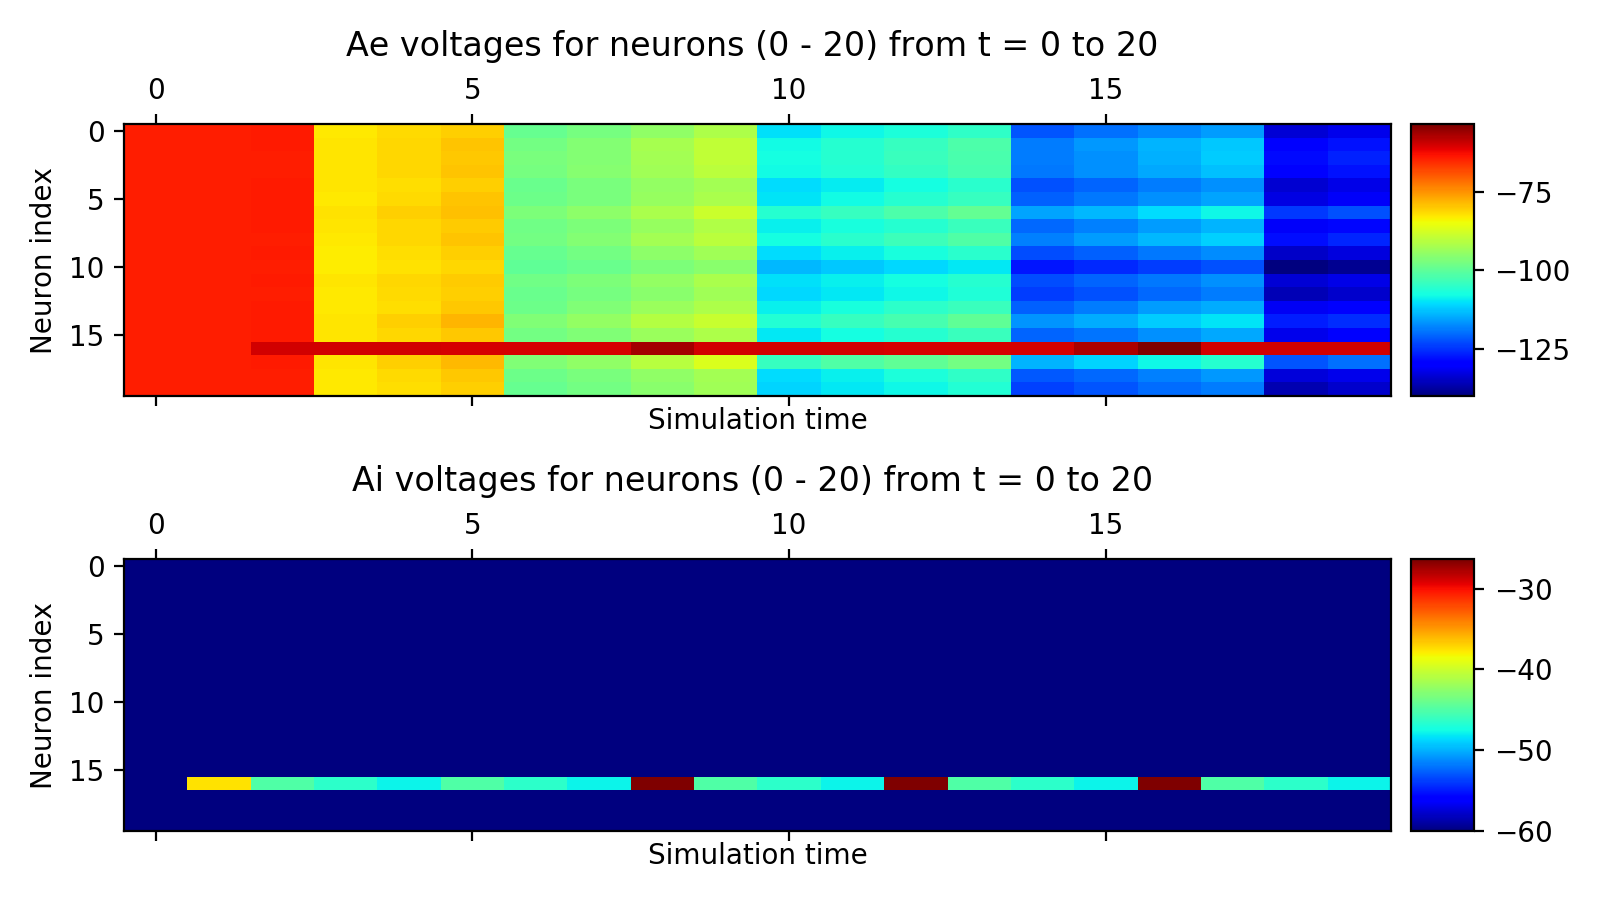 Ae voltages for neurons (0 - 20) from t = 0 to 20
0 5 10 15
Neuron index
0
5
10
15
−75
−100
−125
Simulation time
Ai voltages for neurons (0 - 20) from t = 0 to 20
0 5 10 15
Neuron index
0
5
10
15
−30
−40
−50
−60
Simulation time